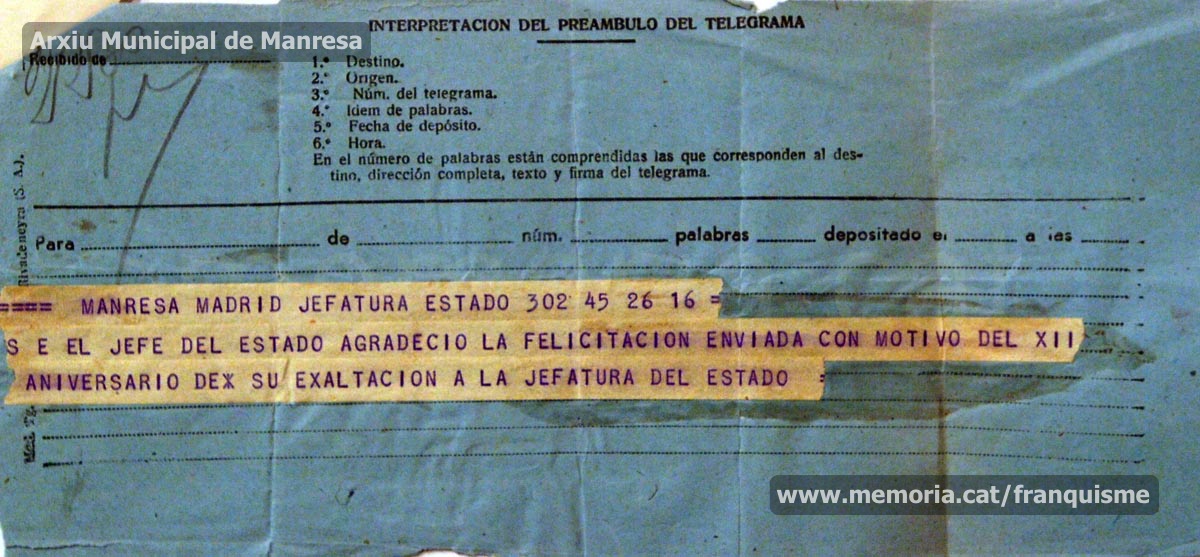 Arxiu Municipal de Manresa
INTERPRETACION DEL PREAMBULO DEL TELEGRAMA
Recibido de
1.º Destino.
2.º Origen.
3.º Núm. del telegrama.
4.º Idem de palabras.
5.º Fecha de depósito.
6.º Hora.
En el número de palabras están comprendidas las que corresponden al des-
tino, dirección completa, texto y firma del telegrama.
Rivadeneyra (S. A.).
Para de núm. palabras depositado el a las
==== MANRESA MADRID JEFATURA ESTADO 302 45 26 16 =
S E EL JEFE DEL ESTADO AGRADECIO LA FELICITACION ENVIADA CON MOTIVO DEL XII
ANIVERSARIO DEX SU EXALTACION A LA JEFATURA DEL ESTADO =
www.memoria.cat/franquisme